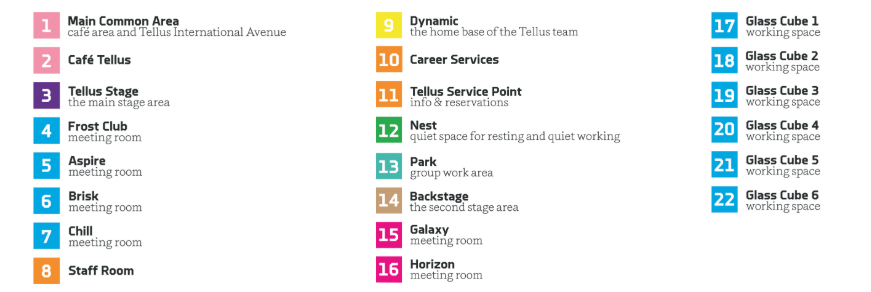 1 Main Common Area
café area and Tellus International Avenue
2 Café Tellus
3 Tellus Stage
the main stage area
4 Frost Club
meeting room
5 Aspire
meeting room
6 Brisk
meeting room
7 Chill
meeting room
8 Staff Room
9 Dynamic
the home base of the Tellus team
10 Career Services
11 Tellus Service Point
info & reservations
12 Nest
quiet space for resting and quiet working
13 Park
group work area
14 Backstage
the second stage area
15 Galaxy
meeting room
16 Horizon
meeting room
17 Glass Cube 1
working space
18 Glass Cube 2
working space
19 Glass Cube 3
working space
20 Glass Cube 4
working space
21 Glass Cube 5
working space
22 Glass Cube 6
working space